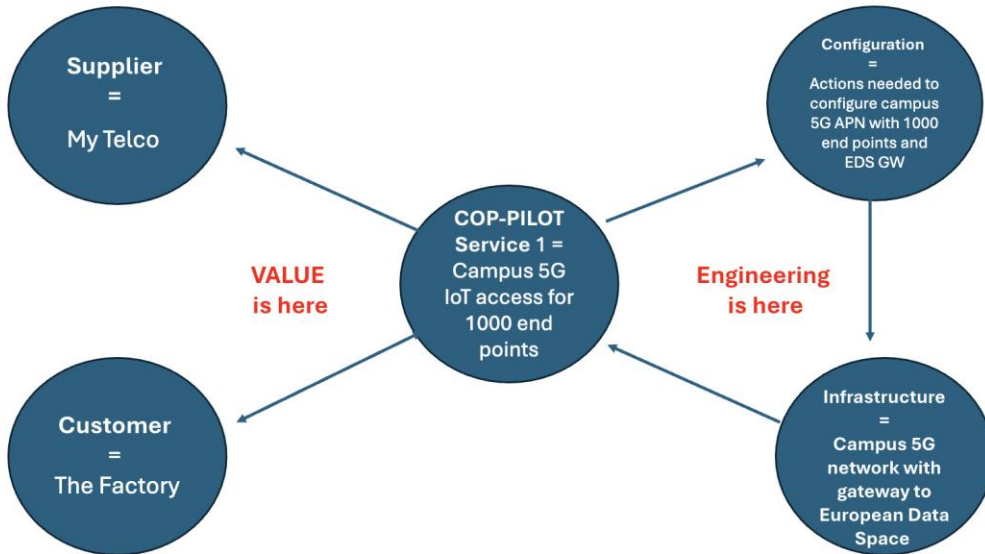 Supplier
=
My Telco
Configuration
=
Actions needed to
configure campus
5G APN with 1000
end points and
EDS GW
COP-PILOT
Service 1 =
Campus 5G
IoT access for
1000 end
points
VALUE
is here
Engineering
is here
Customer
=
The Factory
Infrastructure
=
Campus 5G
network with
gateway to
European Data
Space